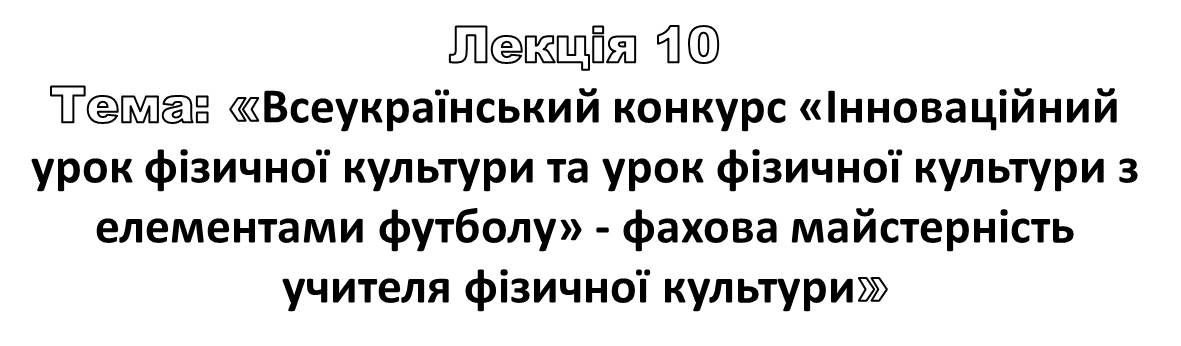 Лекція 10
Тема: «Всеукраїнський конкурс «Інноваційний
урок фізичної культури та урок фізичної культури з
елементами футболу» - фахова майстерність
учителя фізичної культури»